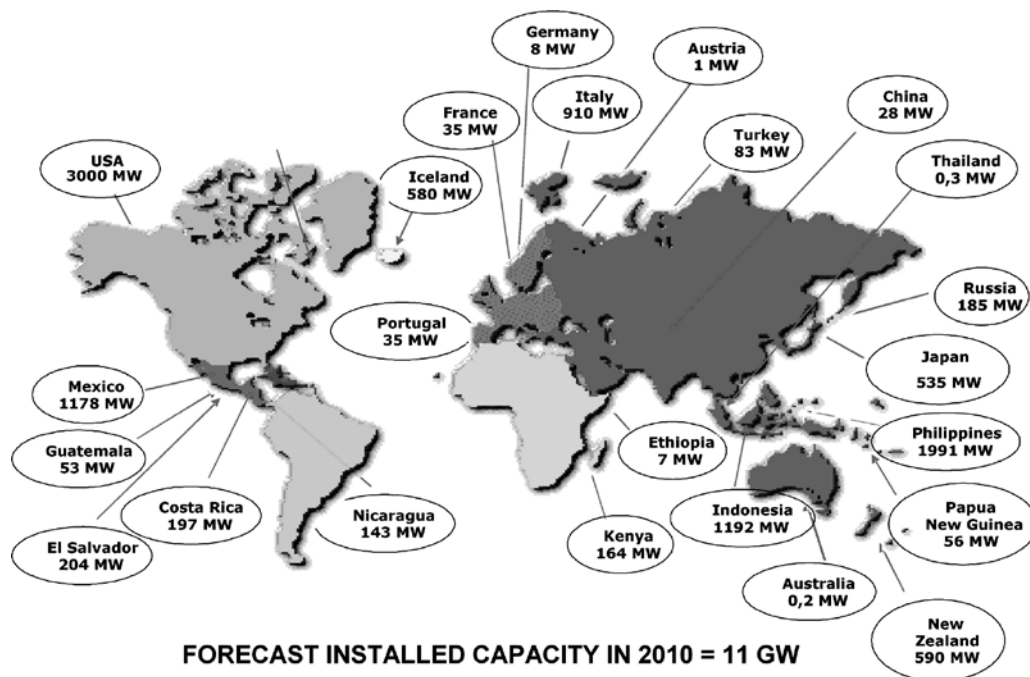 Germany
8 MW
Austria
1 MW
Italy
910 MW
China
28 MW
France
35 MW
Turkey
83 MW
USA
3000 MW
Iceland
580 MW
Thailand
0,3 MW
Russia
185 MW
Portugal
35 MW
Japan
535 MW
Mexico
1178 MW
Philippines
1991 MW
Guatemala
53 MW
Ethiopia
7 MW
Costa Rica
197 MW
Nicaragua
143 MW
Indonesia
1192 MW
Papua
New Guinea
56 MW
El Salvador
204 MW
Kenya
164 MW
Australia
0,2 MW
New
Zealand
590 MW
FORECAST INSTALLED CAPACITY IN 2010 = 11 GW